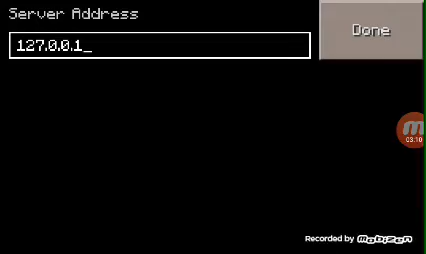 Server Address
Done
127.0.0.1_
03:10
Recorded by Mobizen